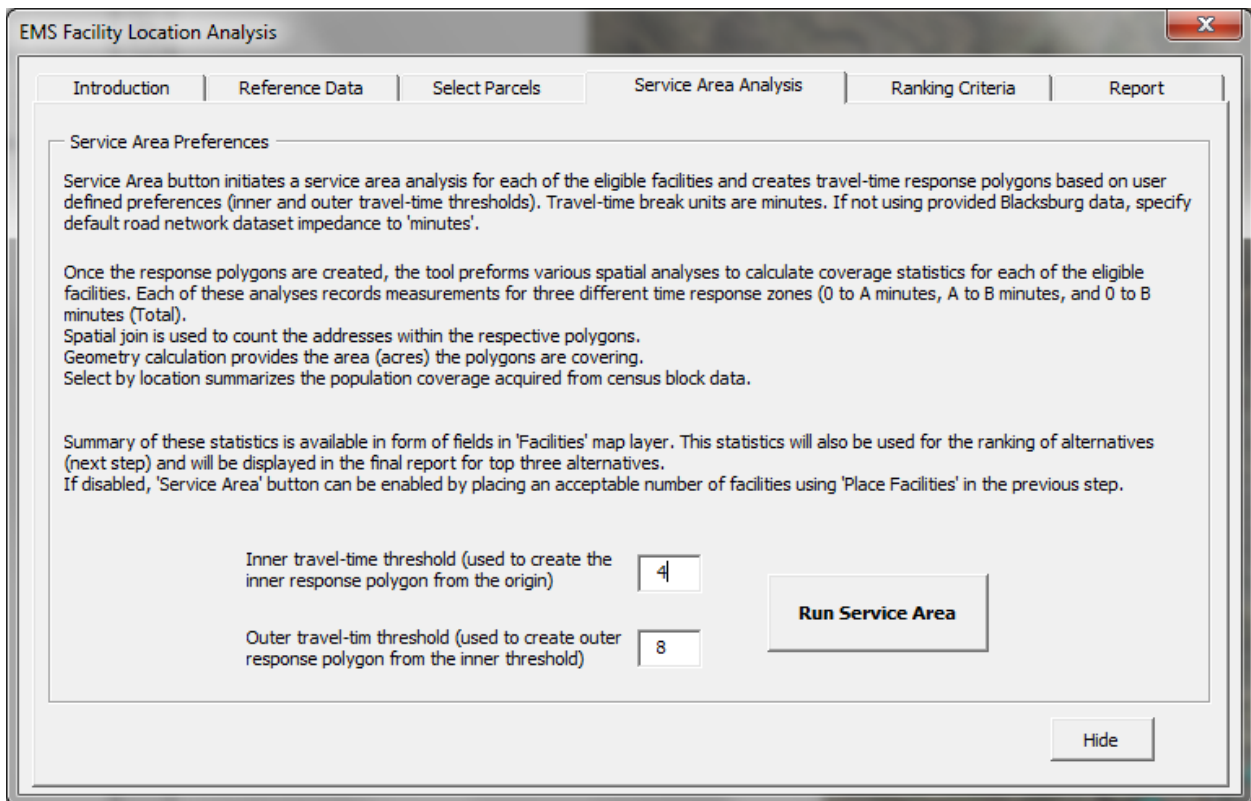 EMS Facility Location Analysis
Introduction
Reference Data
Select Parcels
Service Area Analysis
Ranking Criteria
Report
Service Area Preferences
Service Area button initiates a service area analysis for each of the eligible facilities and creates travel-time response polygons based on user
defined preferences (inner and outer travel-time thresholds). Travel-time break units are minutes. If not using provided Blacksburg data, specify
default road network dataset impedance to 'minutes'.
Once the response polygons are created, the tool preforms various spatial analyses to calculate coverage statistics for each of the eligible
facilities. Each of these analyses records measurements for three different time response zones (0 to A minutes, A to B minutes, and 0 to B
minutes (Total).
Spatial join is used to count the addresses within the respective polygons.
Geometry calculation provides the area (acres) the polygons are covering.
Select by location summarizes the population coverage acquired from census block data.
Summary of these statistics is available in form of fields in 'Facilities' map layer. This statistics will also be used for the ranking of alternatives
(next step) and will be displayed in the final report for top three alternatives.
If disabled, 'Service Area' button can be enabled by placing an acceptable number of facilities using 'Place Facilities' in the previous step.
Inner travel-time threshold (used to create the
inner response polygon from the origin)
4
Outer travel-tim threshold (used to create outer
response polygon from the inner threshold)
8
Run Service Area
Hide